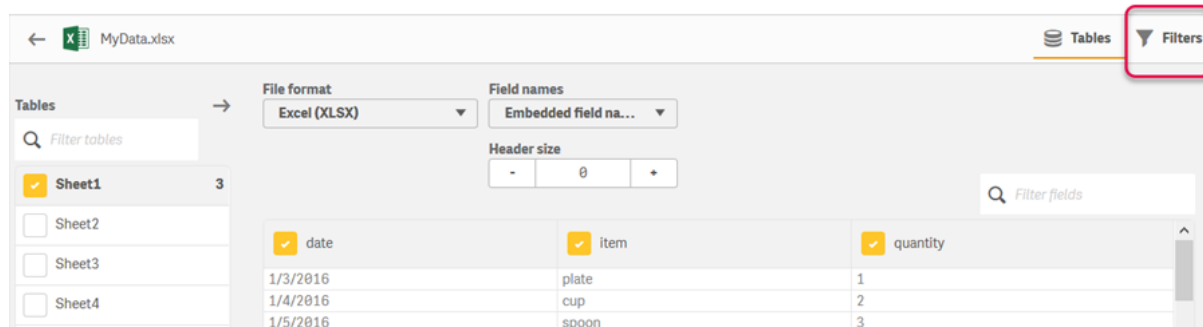 MyData.xlsx
Tables
Filters
Tables
Filter tables
Sheet1 3
Sheet2
Sheet3
Sheet4
File format
Excel (XLSX)
Field names
Embedded field na...
Header size
- 0 +
Filter fields
date item quantity
1/3/2016 plate 1
1/4/2016 cup 2
1/5/2016 spoon 3